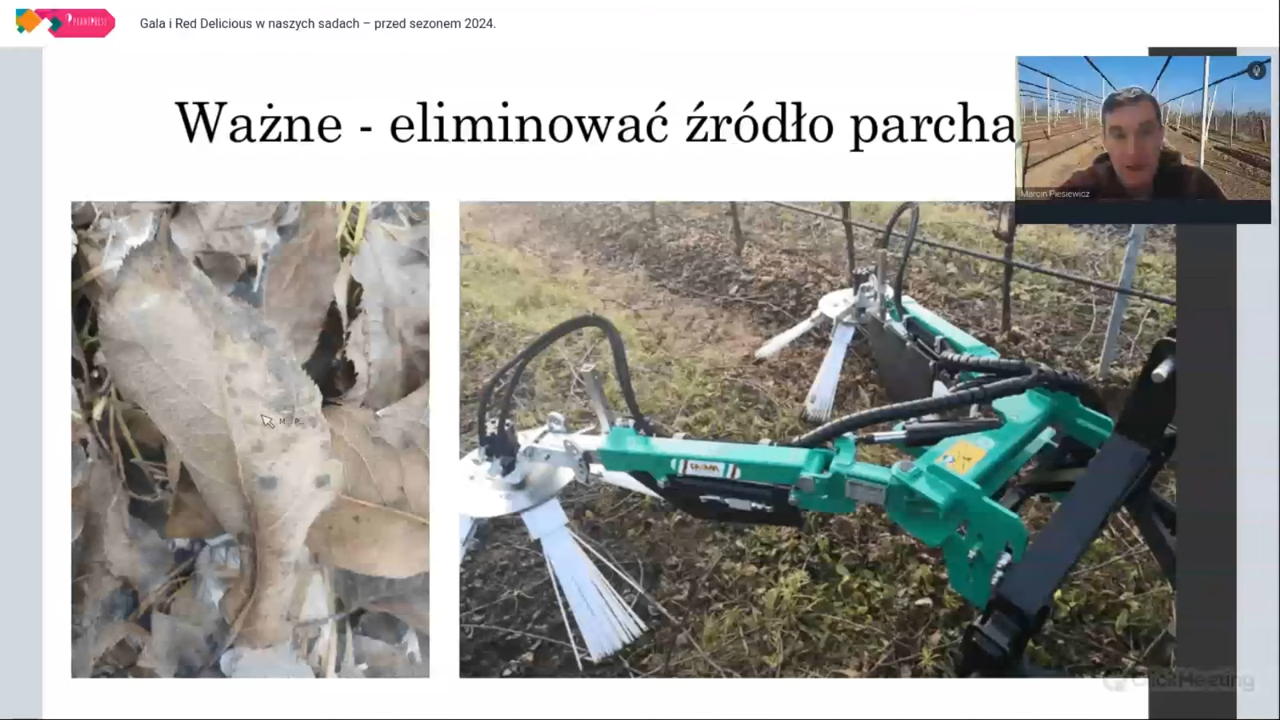 Gala i Red Delicious w naszych sadach – przed sezonem 2024.
Ważne - eliminować źródło parcha
Marcin Piesiewicz
M P...
ClickMeeting